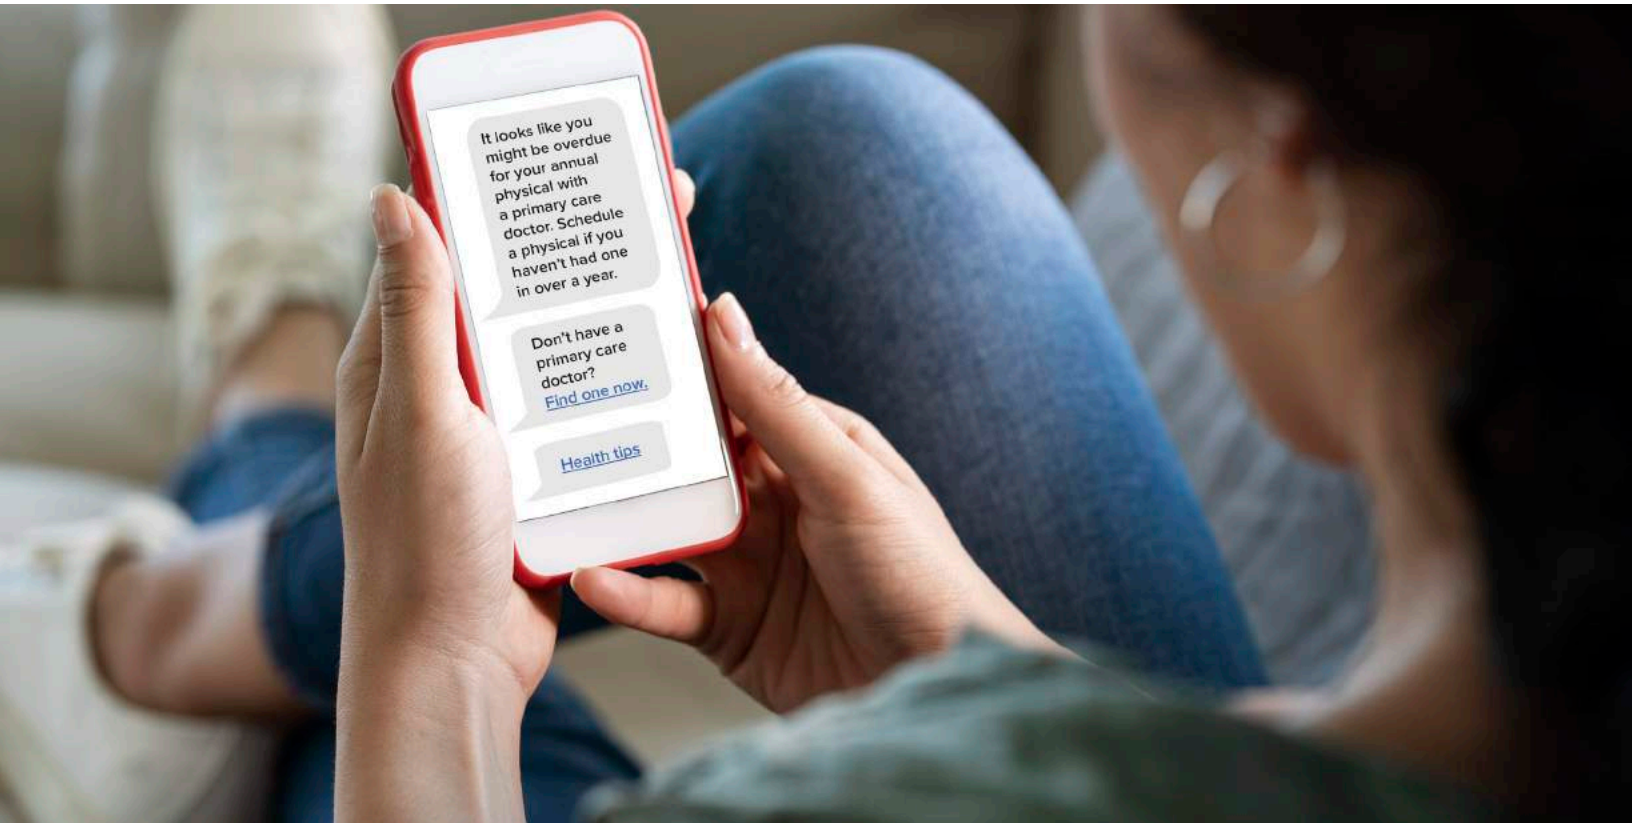 It looks like you
might be overdue
for your annual
physical with
a primary care
doctor. Schedule
a physical if you
haven't had one
in over a year.
Don't have a
primary care
doctor?
Find one now.
Health tips